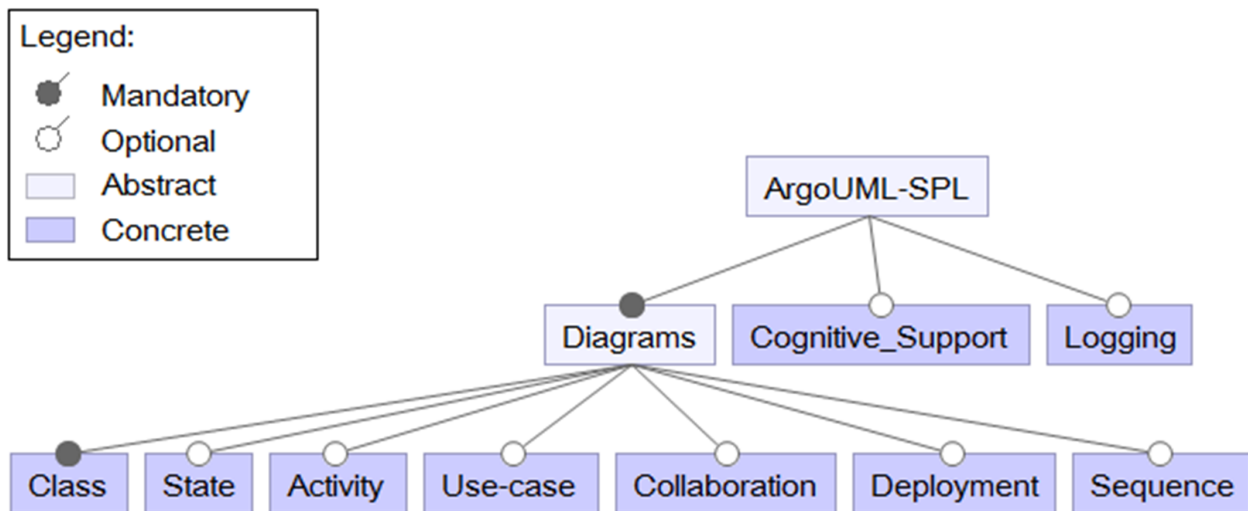 Legend:
Mandatory
Optional
Abstract
Concrete
ArgoUML-SPL
Diagrams
Cognitive_Support
Logging
Class
State
Activity
Use-case
Collaboration
Deployment
Sequence